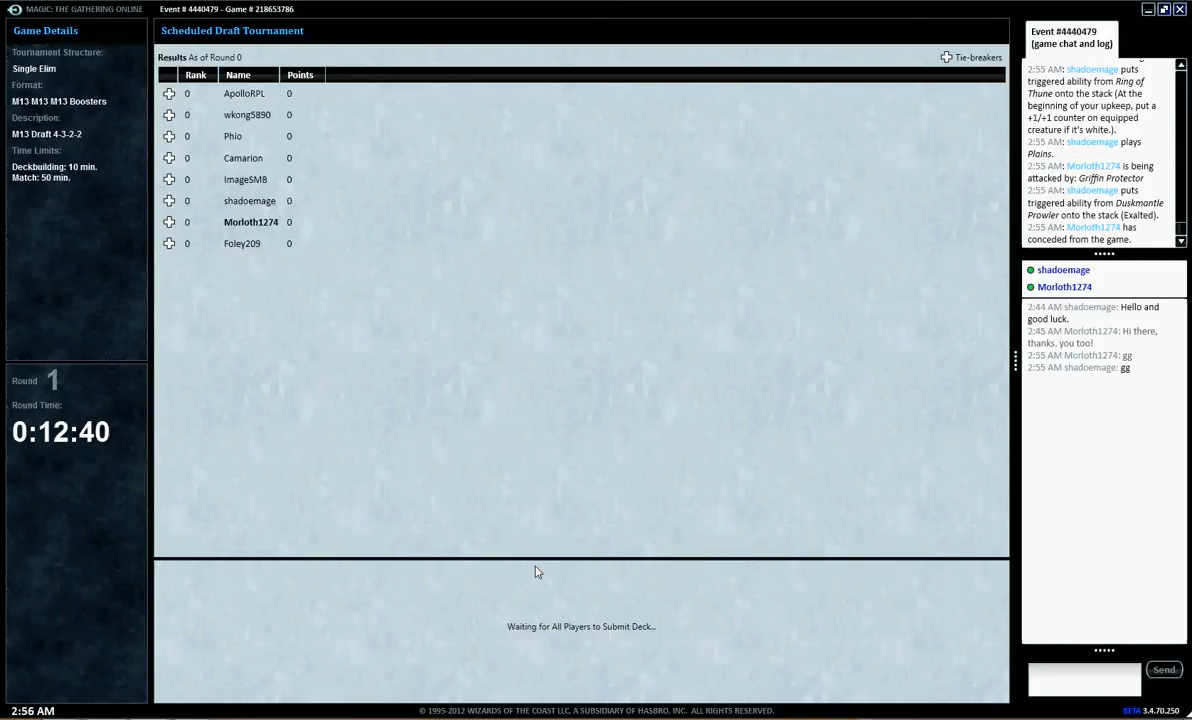 MAGIC: THE GATHERING ONLINE
Event # 4440479 - Game # 218653786
Game Details
Tournament Structure:
Single Elim
Format:
M13 M13 M13 Boosters
Description:
M13 Draft 4-3-2-2
Time Limits:
Deckbuilding: 10 min.
Match: 50 min.
Round 1
Round Time:
0:12:40
2:56 AM
Scheduled Draft Tournament
Results As of Round 0
Tie-breakers
Rank Name Points
0 ApolloRPL 0
0 wkong5890 0
0 Phio 0
0 Camarion 0
0 ImageSMB 0
0 shadoemage 0
0 Morloth1274 0
0 Foley209 0
Waiting for All Players to Submit Deck...
© 1995-2012 WIZARDS OF THE COAST LLC, A SUBSIDIARY OF HASBRO, INC. ALL RIGHTS RESERVED.
Event #4440479
(game chat and log)
2:55 AM: shadoemage puts
triggered ability from Ring of
Thune onto the stack (At the
beginning of your upkeep, put a
+1/+1 counter on equipped
creature if it's white.).
2:55 AM: shadoemage plays
Plains.
2:55 AM: Morloth1274 is being
attacked by: Griffin Protector
2:55 AM: shadoemage puts
triggered ability from Duskmantle
Prowler onto the stack (Exalted).
2:55 AM: Morloth1274 has
conceded from the game.
shadoemage
Morloth1274
2:44 AM shadoemage: Hello and
good luck.
2:45 AM Morloth1274: Hi there,
thanks. you too!
2:55 AM Morloth1274: gg
2:55 AM shadoemage: gg
Send
BETA 3.4.70.250